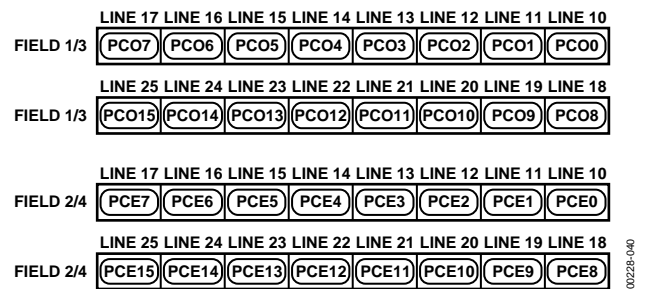 LINE 17 LINE 16 LINE 15 LINE 14 LINE 13 LINE 12 LINE 11 LINE 10
FIELD 1/3 PCO7 PCO6 PCO5 PCO4 PCO3 PCO2 PCO1 PCO0
LINE 25 LINE 24 LINE 23 LINE 22 LINE 21 LINE 20 LINE 19 LINE 18
FIELD 1/3 PCO15 PCO14 PCO13 PCO12 PCO11 PCO10 PCO9 PCO8
LINE 17 LINE 16 LINE 15 LINE 14 LINE 13 LINE 12 LINE 11 LINE 10
FIELD 2/4 PCE7 PCE6 PCE5 PCE4 PCE3 PCE2 PCE1 PCE0
LINE 25 LINE 24 LINE 23 LINE 22 LINE 21 LINE 20 LINE 19 LINE 18
FIELD 2/4 PCE15 PCE14 PCE13 PCE12 PCE11 PCE10 PCE9 PCE8
00228-040